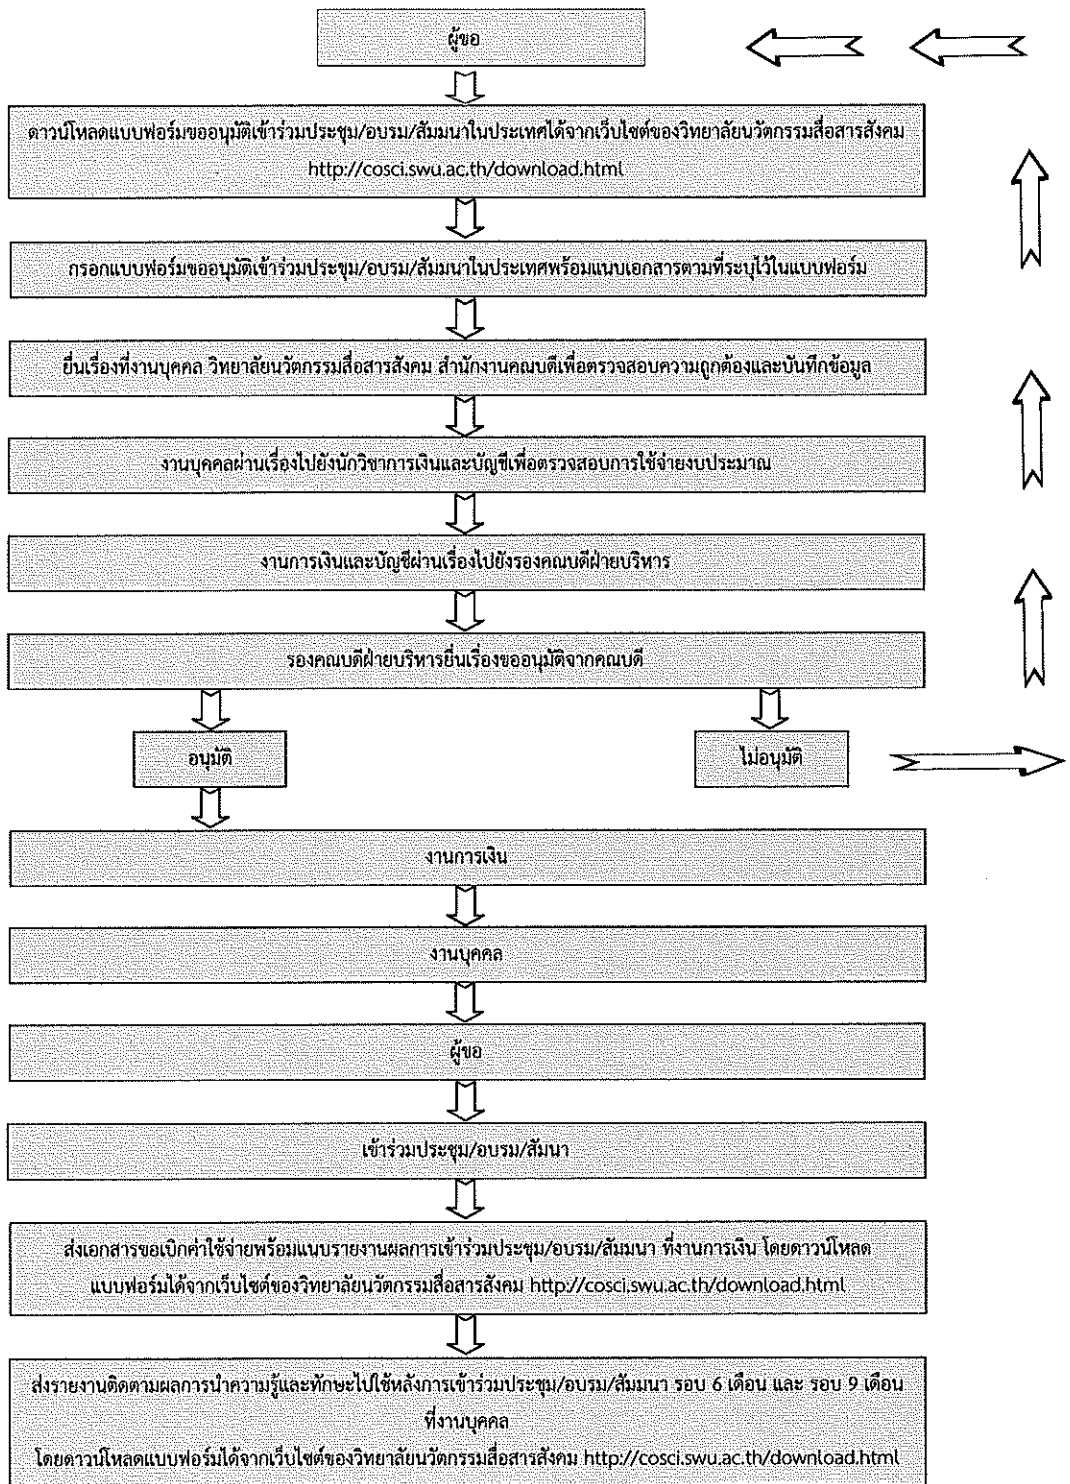 ผู้ขอ
ดาวน์โหลดแบบฟอร์มขออนุมัติเข้าร่วมประชุม/อบรม/สัมมนาในประเทศได้จากเว็บไซต์ของวิทยาลัยนวัตกรรมสื่อสารสังคม
http://cosci.swu.ac.th/download.html
กรอกแบบฟอร์มขออนุมัติเข้าร่วมประชุม/อบรม/สัมมนาในประเทศพร้อมแนบเอกสารตามที่ระบุไว้ในแบบฟอร์ม
ยื่นเรื่องที่งานบุคคล วิทยาลัยนวัตกรรมสื่อสารสังคม สำนักงานคณบดีเพื่อตรวจสอบความถูกต้องและบันทึกข้อมูล
งานบุคคลผ่านเรื่องไปยังนักวิชาการเงินและบัญชีเพื่อตรวจสอบการใช้จ่ายงบประมาณ
งานการเงินและบัญชีผ่านเรื่องไปยังรองคณบดีฝ่ายบริหาร
รองคณบดีฝ่ายบริหารยื่นเรื่องขออนุมัติจากคณบดี
อนุมัติ
ไม่อนุมัติ
งานการเงิน
งานบุคคล
ผู้ขอ
เข้าร่วมประชุม/อบรม/สัมนา
ส่งเอกสารขอเบิกค่าใช้จ่ายพร้อมแนบรายงานผลการเข้าร่วมประชุม/อบรม/สัมมนา ที่งานการเงิน โดยดาวน์โหลด
แบบฟอร์มได้จากเว็บไซต์ของวิทยาลัยนวัตกรรมสื่อสารสังคม http://cosci.swu.ac.th/download.html
ส่งรายงานติดตามผลการนำความรู้และทักษะไปใช้หลังการเข้าร่วมประชุม/อบรม/สัมมนา รอบ 6 เดือน และ รอบ 9 เดือน
ที่งานบุคคล
โดยดาวน์โหลดแบบฟอร์มได้จากเว็บไซต์ของวิทยาลัยนวัตกรรมสื่อสารสังคม http://cosci.swu.ac.th/download.html